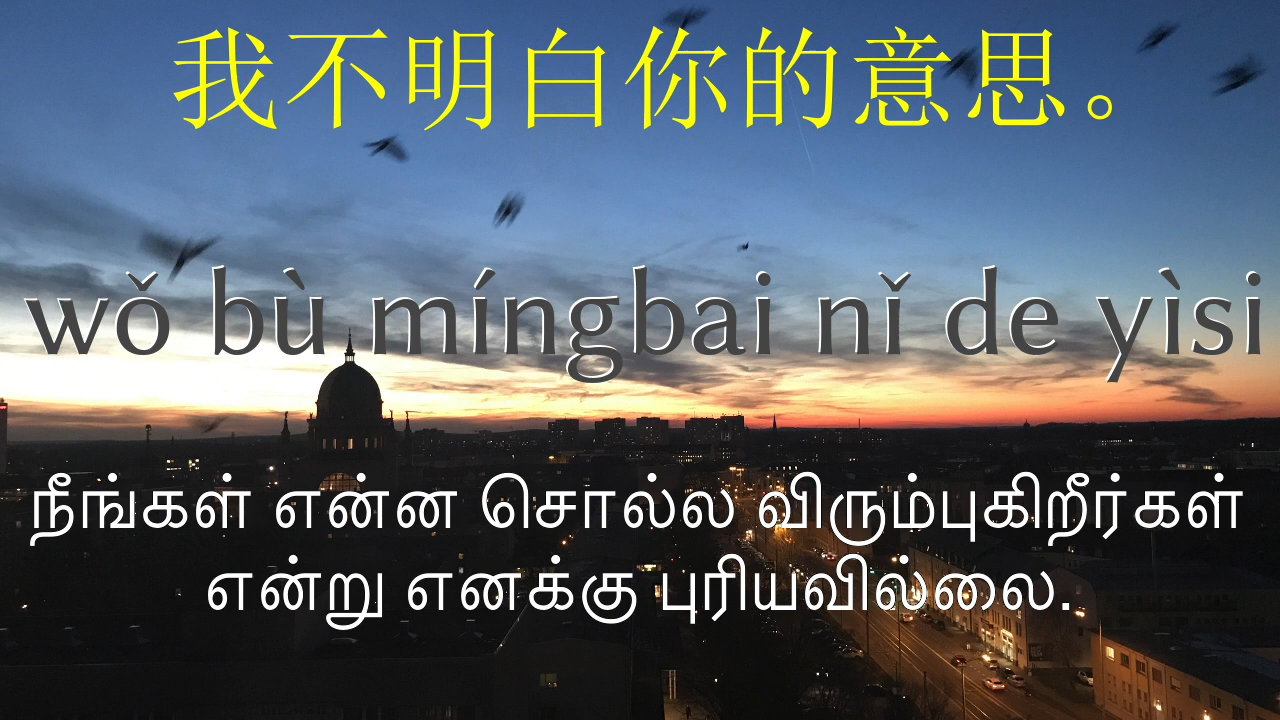 我不明白你的意思。
wǒ bù míngbai nǐ de yìsi
நீங்கள் என்ன சொல்ல விரும்புகிறீர்கள்
என்று எனக்கு புரியவில்லை.